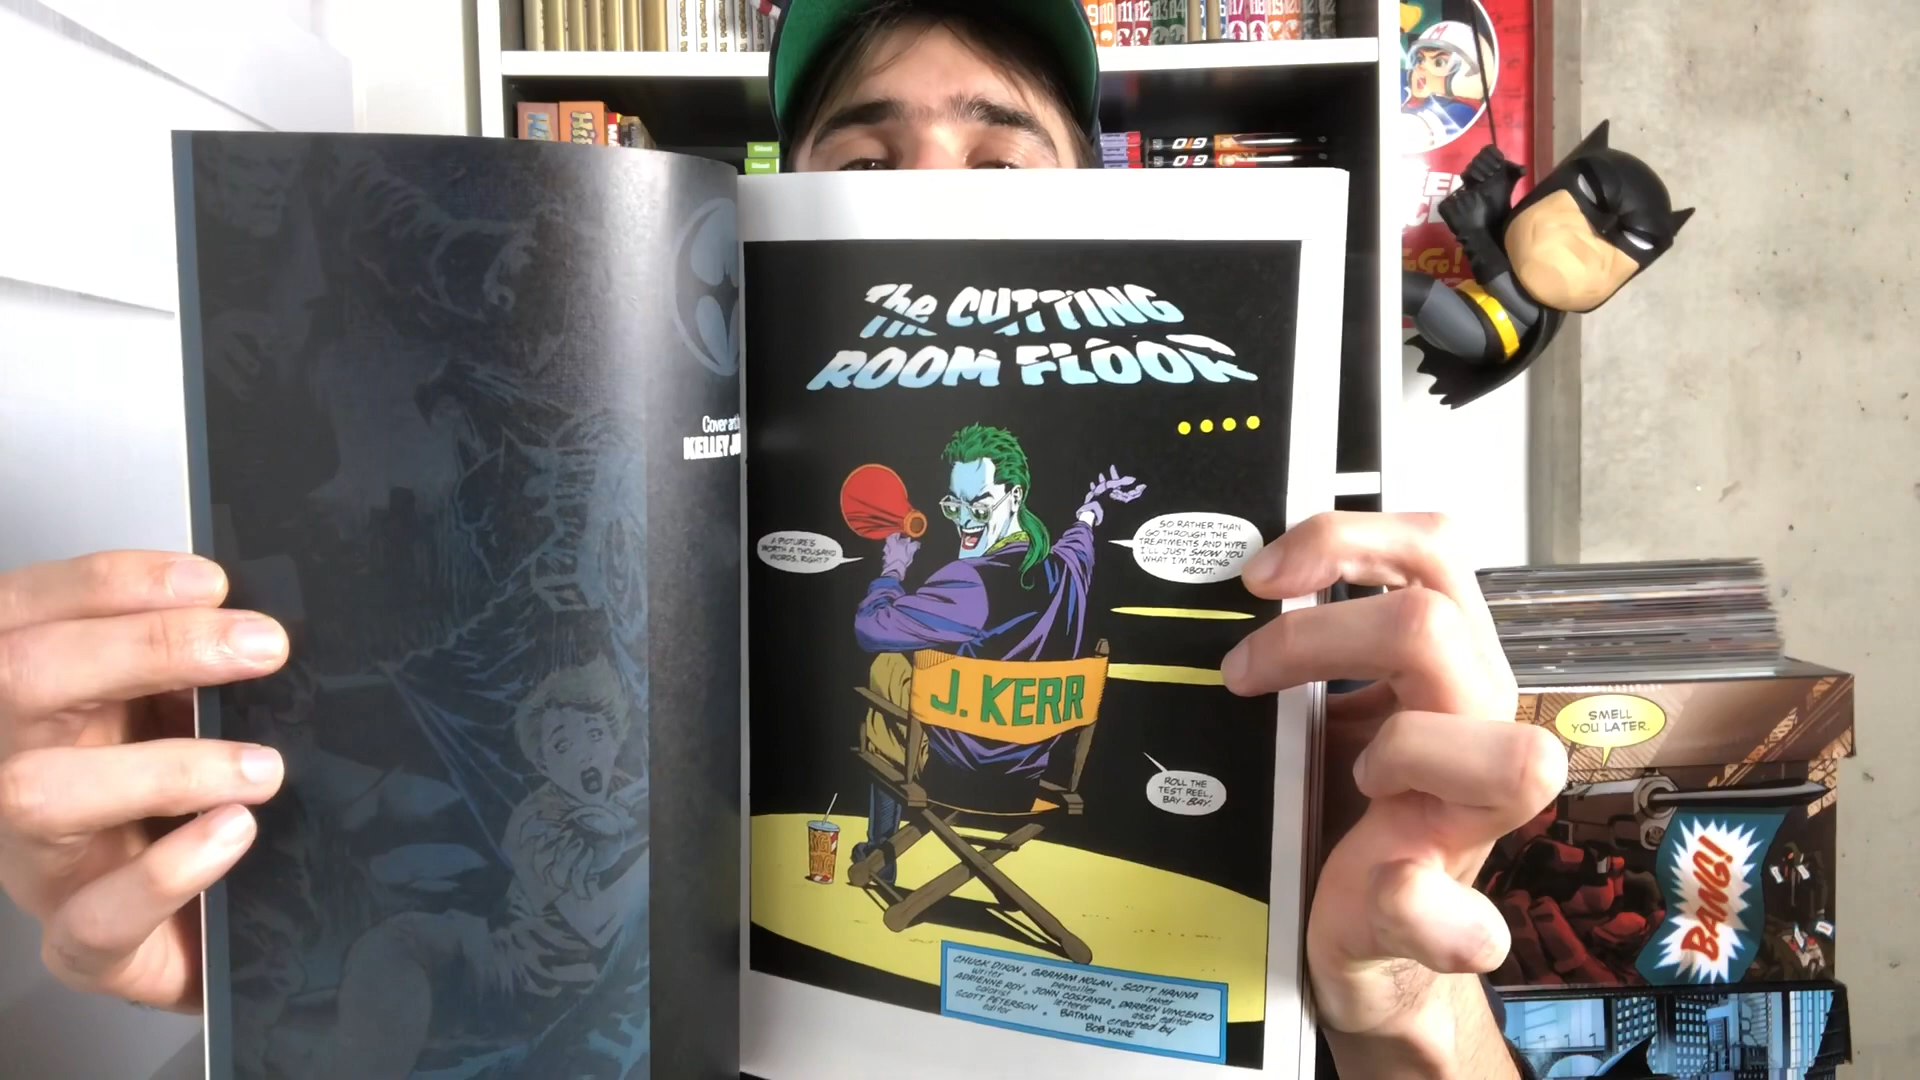 Cover art
KELLEY
The CUTTING
ROOM FLOOR
A PICTURE'S
WORTH A THOUSAND
WORDS, RIGHT?
SO RATHER THAN
GO THROUGH THE
TREATMENTS AND HYPE
I'LL JUST SHOW YOU
WHAT I'M TALKING
ABOUT.
J. KERR
ROLL THE
TEST REEL,
BAY-BAY.
CHUCK DIXON • GRAHAM NOLAN • SCOTT HANNA
writer penciller inker
ADRIENNE ROY • JOHN COSTANZA • DARREN VINCENZO
colorist letterer asst. editor
SCOTT PETERSON • BATMAN created by
editor BOB KANE
SMELL
YOU LATER.
BANG!